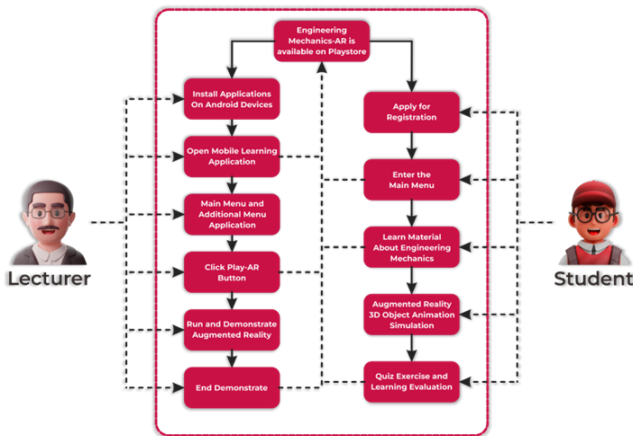 Engineering
Mechanics-AR is
available on Playstore
Install Applications
On Android Devices
Open Mobile Learning
Application
Main Menu and
Additional Menu
Application
Click Play-AR
Button
Run and Demonstrate
Augmented Reality
End Demonstrate
Apply for
Registration
Enter the
Main Menu
Learn Material
About Engineering
Mechanics
Augmented Reality
3D Object Animation
Simulation
Quiz Exercise and
Learning Evaluation
Lecturer
Student